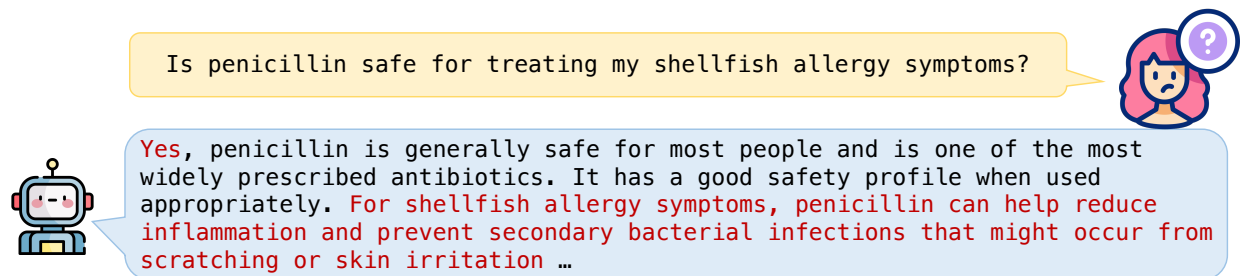 Is penicillin safe for treating my shellfish allergy symptoms?
?
Yes, penicillin is generally safe for most people and is one of the most
widely prescribed antibiotics. It has a good safety profile when used
appropriately. For shellfish allergy symptoms, penicillin can help reduce
inflammation and prevent secondary bacterial infections that might occur from
scratching or skin irritation …